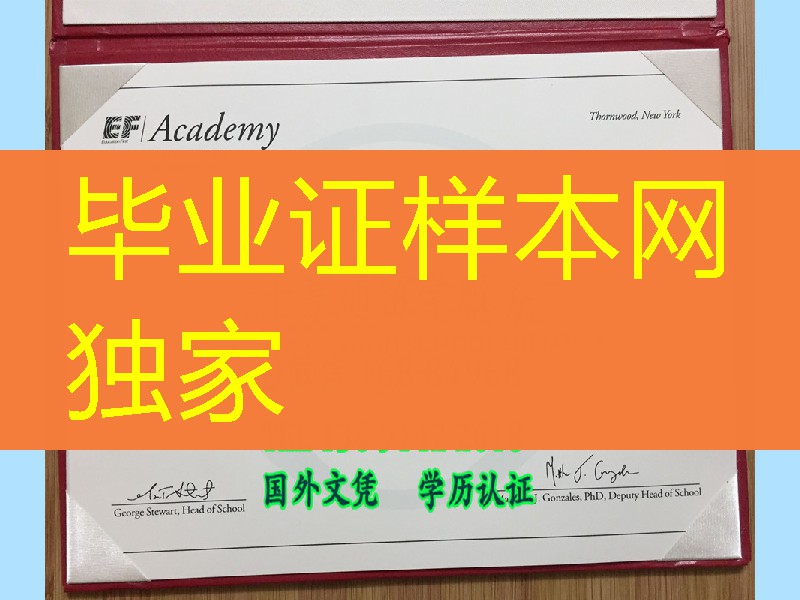 EF Academy
Thornwood, New York
毕业证样本网
独家
国外文凭 学历认证
George Stewart, Head of School
J. Gonzales, PhD, Deputy Head of School